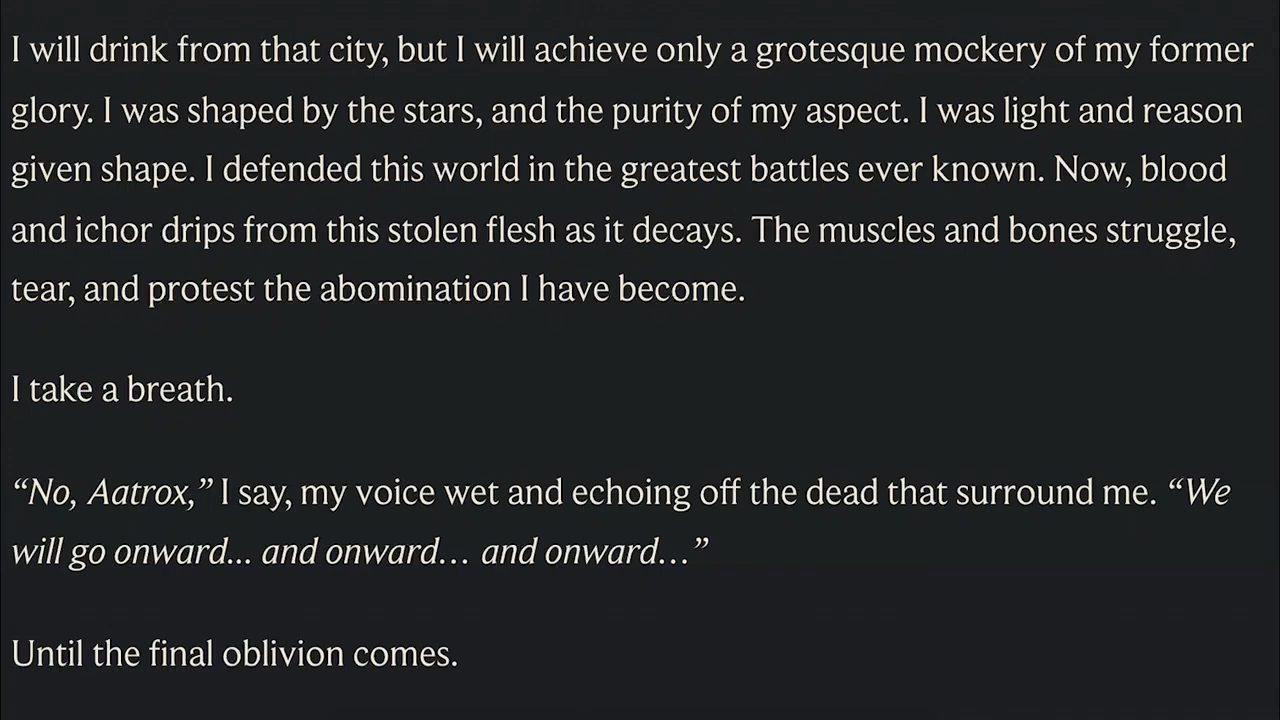 I will drink from that city, but I will achieve only a grotesque mockery of my former
glory. I was shaped by the stars, and the purity of my aspect. I was light and reason
given shape. I defended this world in the greatest battles ever known. Now, blood
and ichor drips from this stolen flesh as it decays. The muscles and bones struggle,
tear, and protest the abomination I have become.
I take a breath.
“No, Aatrox,” I say, my voice wet and echoing off the dead that surround me. “We
will go onward... and onward… and onward…”
Until the final oblivion comes.